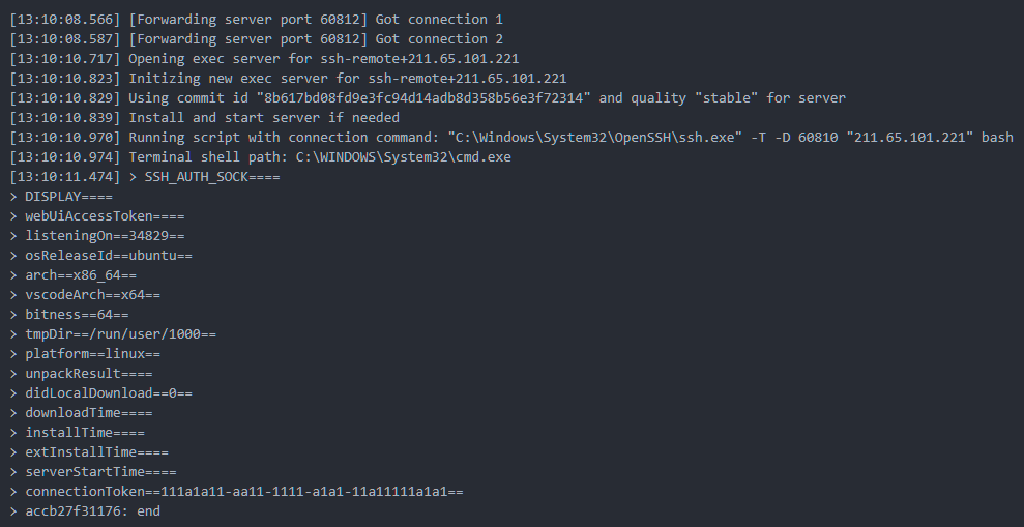 [13:10:08.566] [Forwarding server port 60812] Got connection 1
[13:10:08.587] [Forwarding server port 60812] Got connection 2
[13:10:10.717] Opening exec server for ssh-remote+211.65.101.221
[13:10:10.823] Initizing new exec server for ssh-remote+211.65.101.221
[13:10:10.829] Using commit id "8b617bd08fd9e3fc94d14adb8d358b56e3f72314" and quality "stable" for server
[13:10:10.839] Install and start server if needed
[13:10:10.970] Running script with connection command: "C:\Windows\System32\OpenSSH\ssh.exe" -T -D 60810 "211.65.101.221" bash
[13:10:10.974] Terminal shell path: C:\WINDOWS\System32\cmd.exe
[13:10:11.474] > SSH_AUTH_SOCK====
> DISPLAY====
> webUiAccessToken====
> listeningOn==34829==
> osReleaseId==ubuntu==
> arch==x86_64==
> vscodeArch==x64==
> bitness==64==
> tmpDir==/run/user/1000==
> platform==linux==
> unpackResult====
> didLocalDownload==0==
> downloadTime====
> installTime====
> extInstallTime====
> serverStartTime====
> connectionToken==111a1a11-aa11-1111-a1a1-11a11111a1a1==
> accb27f31176: end